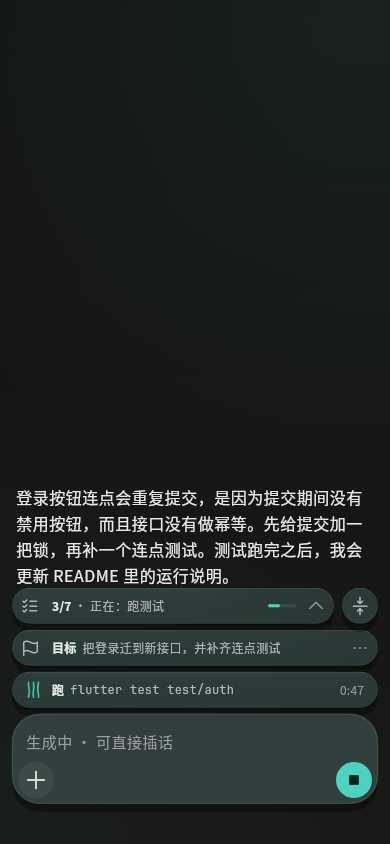 登录按钮连点会重复提交，是因为提交期间没有
禁用按钮，而且接口没有做幂等。先给提交加一
把锁，再补一个连点测试。测试跑完之后，我会
更新 README 里的运行说明。
3/7 · 正在：跑测试
目标 把登录迁到新接口，并补齐连点测试
跑 flutter test test/auth 0:47
生成中 · 可直接插话